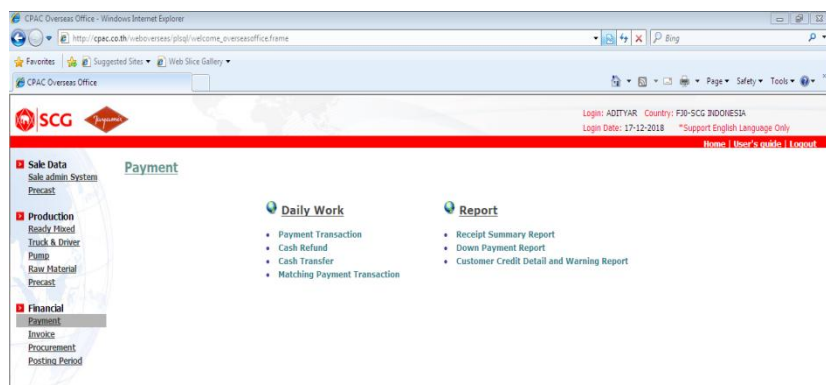 CPAC Overseas Office - Windows Internet Explorer
http://cpac.co.th/weboverseas/plsql/welcome_overseesoffice.frame
Bing
Favorites Suggested Sites Web Slice Gallery
CPAC Overseas Office
Page Safety Tools
SCG Jayamix
Login: ADITYAR Country: FJ0-SCG INDONESIA
Login Date: 17-12-2018 *Support English Language Only
Home | User's guide | Logout
Sale Data
Sale admin System
Precast
Production
Ready Mixed
Truck & Driver
Pump
Raw Material
Precast
Financial
Payment
Invoice
Procurement
Posting Period
Payment
Daily Work
Payment Transaction
Cash Refund
Cash Transfer
Matching Payment Transaction
Report
Receipt Summary Report
Down Payment Report
Customer Credit Detail and Warning Report